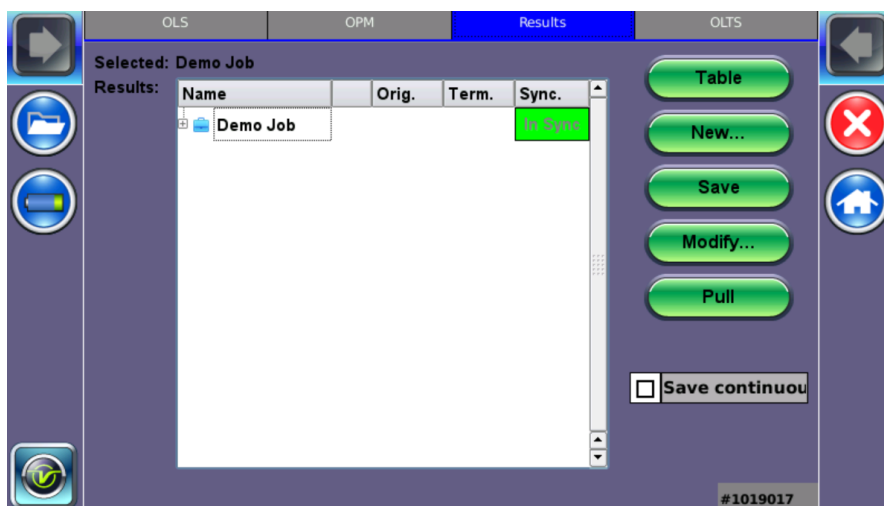 OLS OPM Results OLTS
Selected: Demo Job
Results:
Name Orig. Term. Sync.
Demo Job In Sync
Table
New...
Save
Modify...
Pull
Save continuou
#1019017